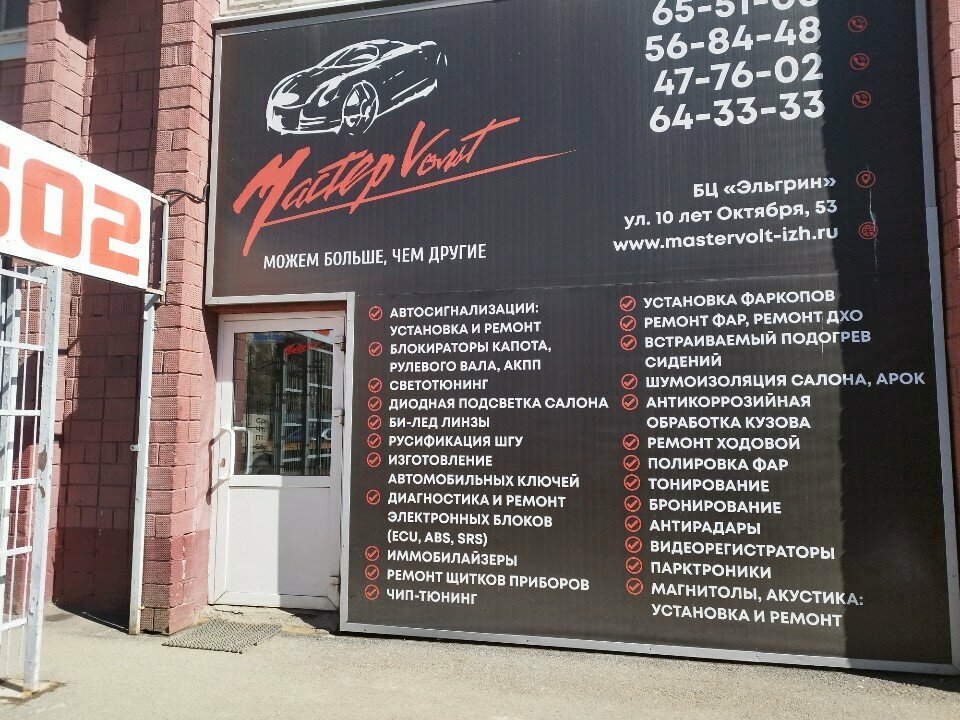 56-84-48
47-76-02
64-33-33
602
Мастер Vольт
МОЖЕМ БОЛЬШЕ, ЧЕМ ДРУГИЕ
БЦ «Эльгрин»
ул. 10 лет Октября, 53
www.mastervolt-izh.ru
АВТОСИГНАЛИЗАЦИИ:
УСТАНОВКА И РЕМОНТ
БЛОКИРАТОРЫ КАПОТА,
РУЛЕВОГО ВАЛА, АКПП
СВЕТОТЮНИНГ
ДИОДНАЯ ПОДСВЕТКА САЛОНА
БИ-ЛЕД ЛИНЗЫ
РУСИФИКАЦИЯ ШГУ
ИЗГОТОВЛЕНИЕ
АВТОМОБИЛЬНЫХ КЛЮЧЕЙ
ДИАГНОСТИКА И РЕМОНТ
ЭЛЕКТРОННЫХ БЛОКОВ
(ECU, ABS, SRS)
ИММОБИЛАЙЗЕРЫ
РЕМОНТ ЩИТКОВ ПРИБОРОВ
ЧИП-ТЮНИНГ
УСТАНОВКА ФАРКОПОВ
РЕМОНТ ФАР, РЕМОНТ ДХО
ВСТРАИВАЕМЫЙ ПОДОГРЕВ
СИДЕНИЙ
ШУМОИЗОЛЯЦИЯ САЛОНА, АРОК
АНТИКОРРОЗИЙНАЯ
ОБРАБОТКА КУЗОВА
РЕМОНТ ХОДОВОЙ
ПОЛИРОВКА ФАР
ТОНИРОВАНИЕ
БРОНИРОВАНИЕ
АНТИРАДАРЫ
ВИДЕОРЕГИСТРАТОРЫ
ПАРКТРОНИКИ
МАГНИТОЛЫ, АКУСТИКА:
УСТАНОВКА И РЕМОНТ